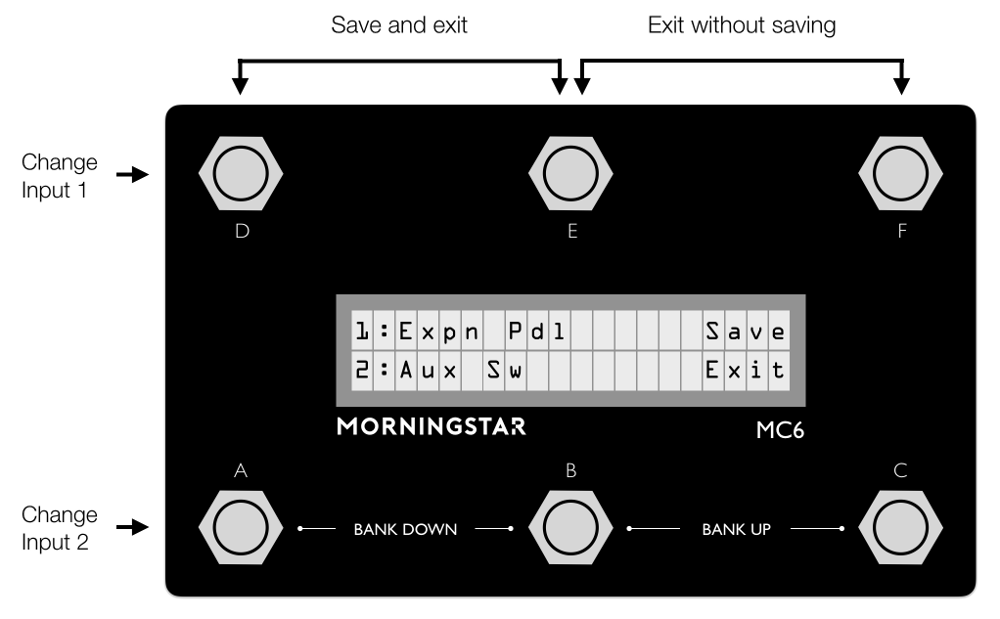 Save and exit
Exit without saving
Change
Input 1
D
E
F
1:Expn Pdl Save
2:Aux Sw Exit
MORNINGSTAR
MC6
A
B
C
Change
Input 2
BANK DOWN
BANK UP